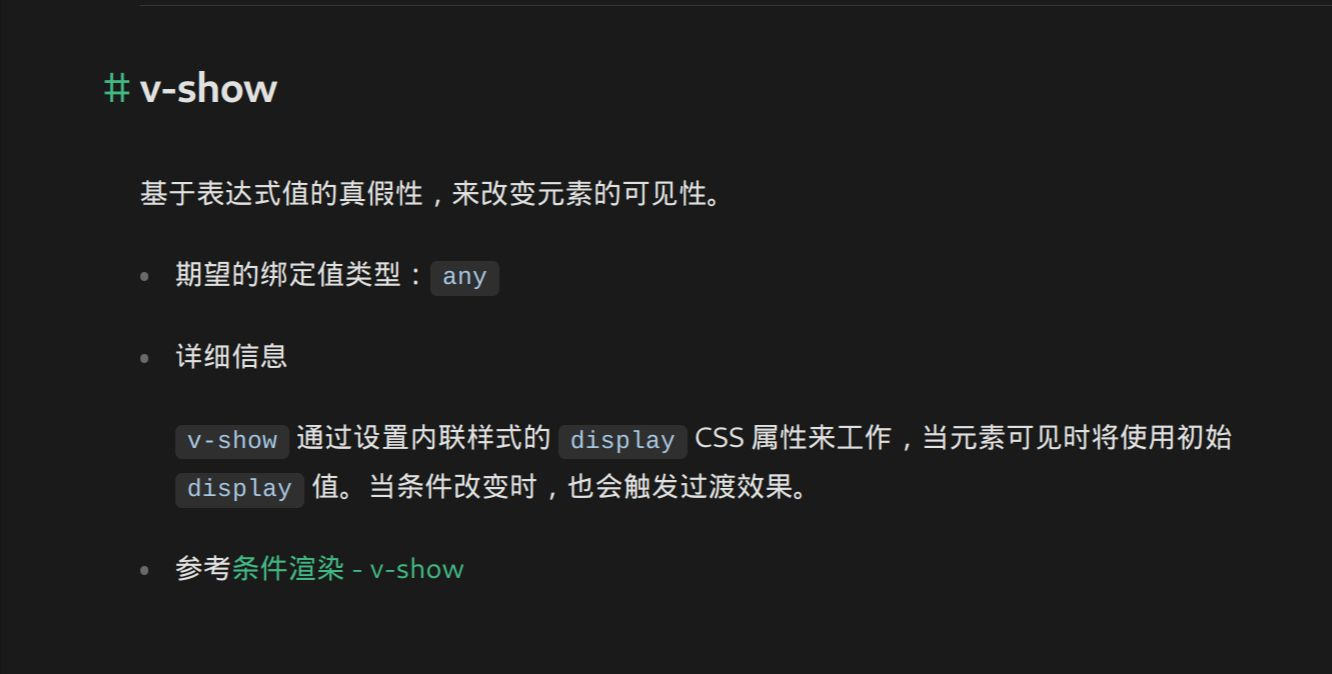 # v-show
基于表达式值的真假性，来改变元素的可见性。
期望的绑定值类型：any
详细信息
v-show 通过设置内联样式的 display CSS 属性来工作，当元素可见时将使用初始
display 值。当条件改变时，也会触发过渡效果。
参考条件渲染 - v-show